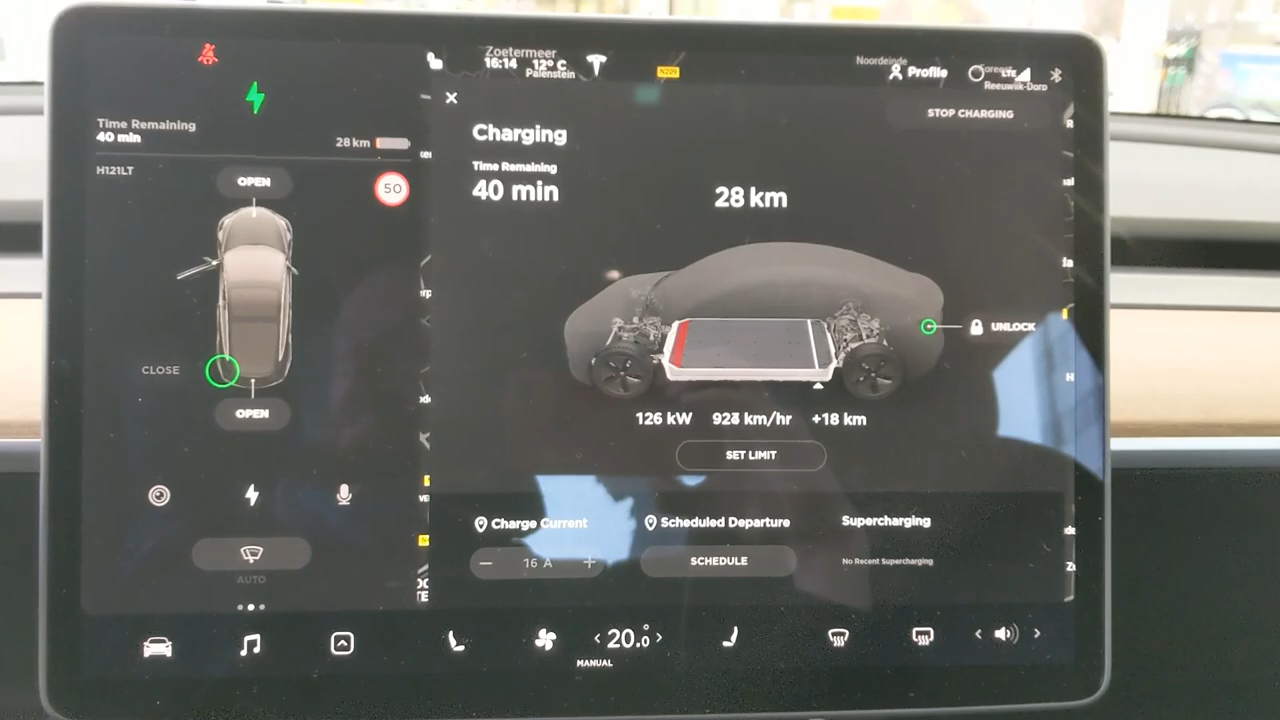 Zoetermeer
16:14 12° C
Palenstein
N209
Noordeinde
Profile
LTE
Reeuwijk-Dorp
Time Remaining
40 min
28 km
H121LT
OPEN
50
CLOSE
OPEN
AUTO
STOP CHARGING
Charging
Time Remaining
40 min
28 km
UNLOCK
126 kW
km/hr
+18 km
SET LIMIT
Charge Current
Scheduled Departure
Supercharging
16 A
SCHEDULE
No Recent Supercharging
20.0
MANUAL